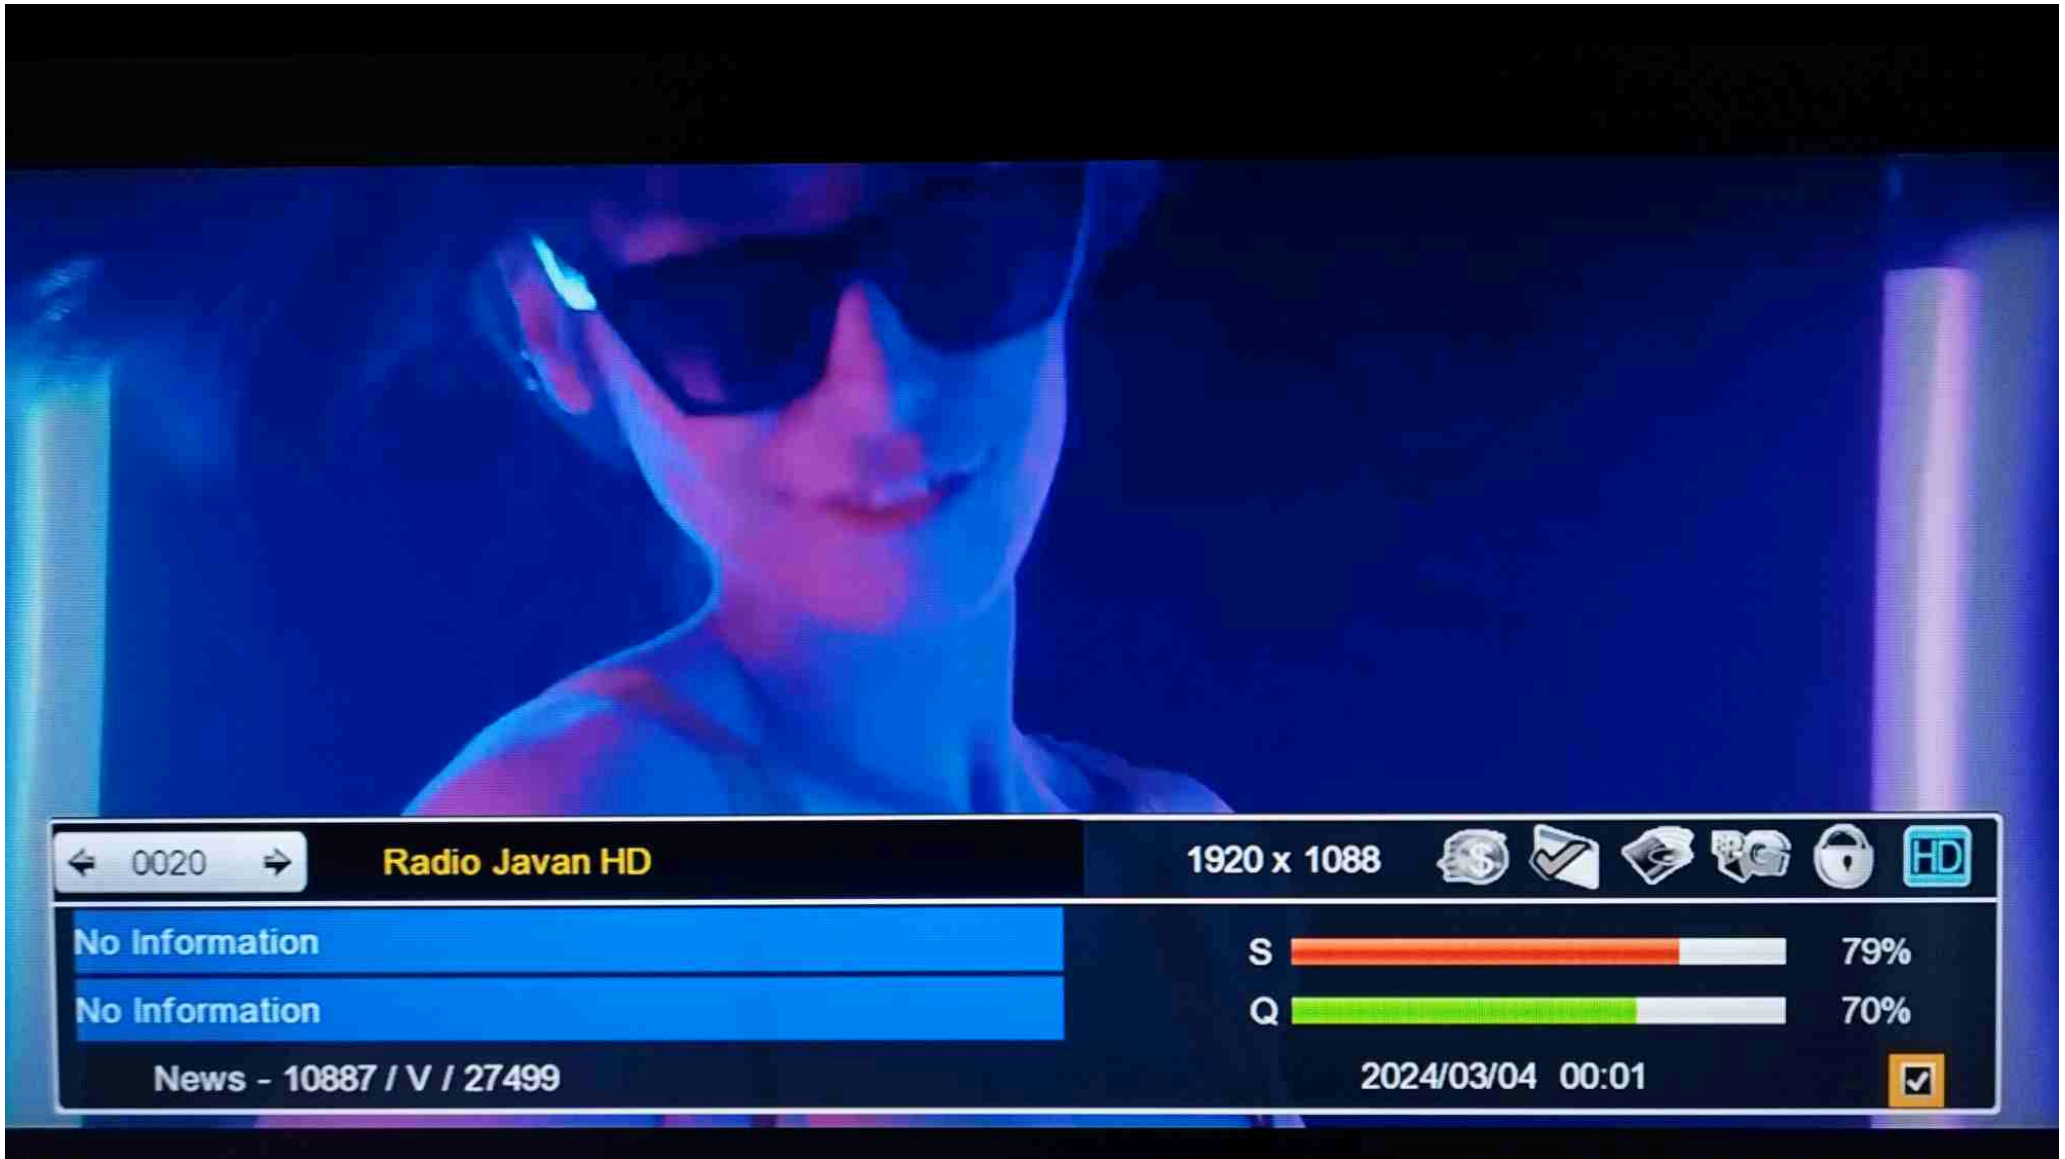 0020 Radio Javan HD 1920 x 1088 HD
No Information
S 79%
No Information
Q 70%
News - 10887 / V / 27499 2024/03/04 00:01